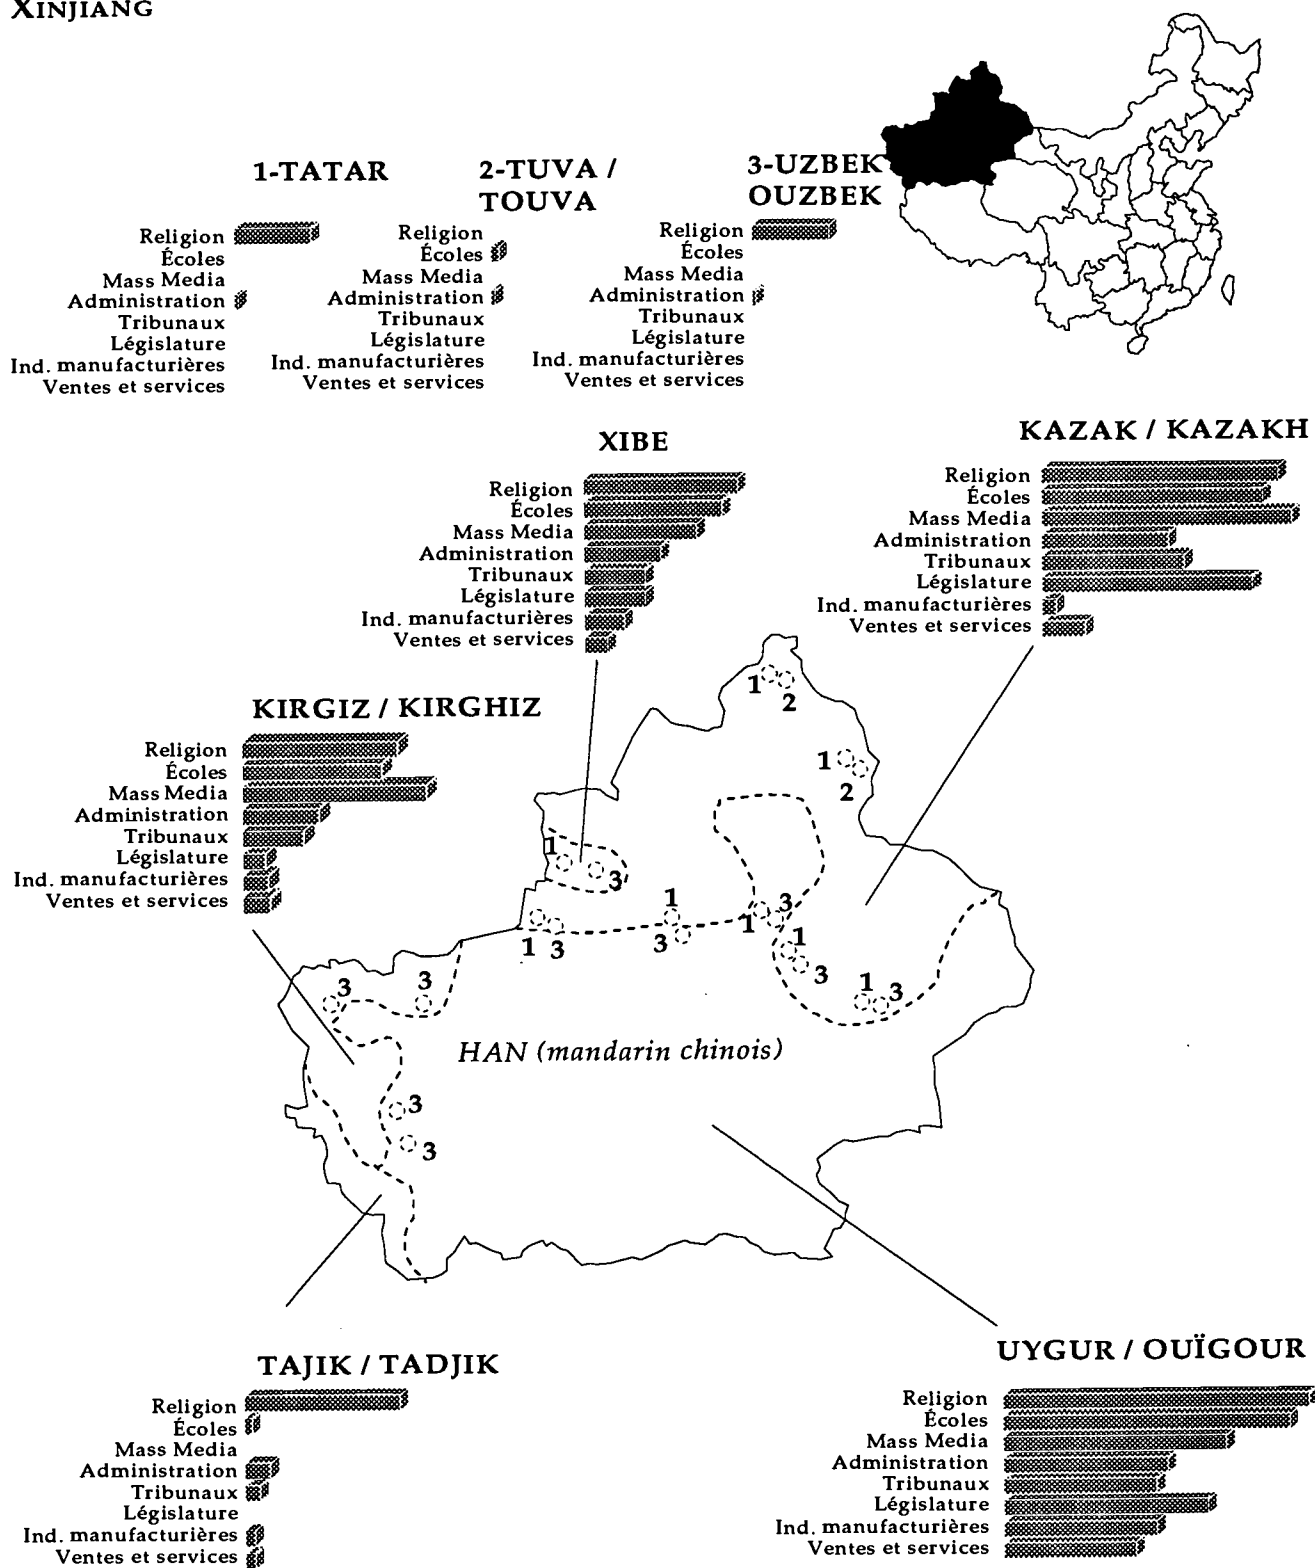 XINJIANG
1-TATAR
Religion
Écoles
Mass Media
Administration
Tribunaux
Législature
Ind. manufacturières
Ventes et services
2-TUVA /
TOUVA
Religion
Écoles
Mass Media
Administration
Tribunaux
Législature
Ind. manufacturières
Ventes et services
3-UZBEK
OUZBEK
Religion
Écoles
Mass Media
Administration
Tribunaux
Législature
Ind. manufacturières
Ventes et services
XIBE
Religion
Écoles
Mass Media
Administration
Tribunaux
Législature
Ind. manufacturières
Ventes et services
KAZAK / KAZAKH
Religion
Écoles
Mass Media
Administration
Tribunaux
Législature
Ind. manufacturières
Ventes et services
KIRGIZ / KIRGHIZ
Religion
Écoles
Mass Media
Administration
Tribunaux
Législature
Ind. manufacturières
Ventes et services
1
2
1
2
1
3
1
3
1
3
1
3
1
3
1
3
3
3
HAN (mandarin chinois)
3
3
TAJIK / TADJIK
Religion
Écoles
Mass Media
Administration
Tribunaux
Législature
Ind. manufacturières
Ventes et services
UYGUR / OUÏGOUR
Religion
Écoles
Mass Media
Administration
Tribunaux
Législature
Ind. manufacturières
Ventes et services